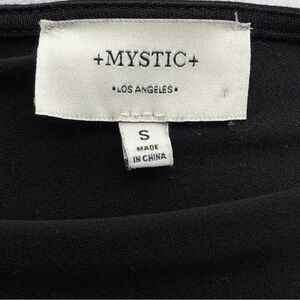 +MYSTIC+
•LOS ANGELES•
S
MADE
IN CHINA